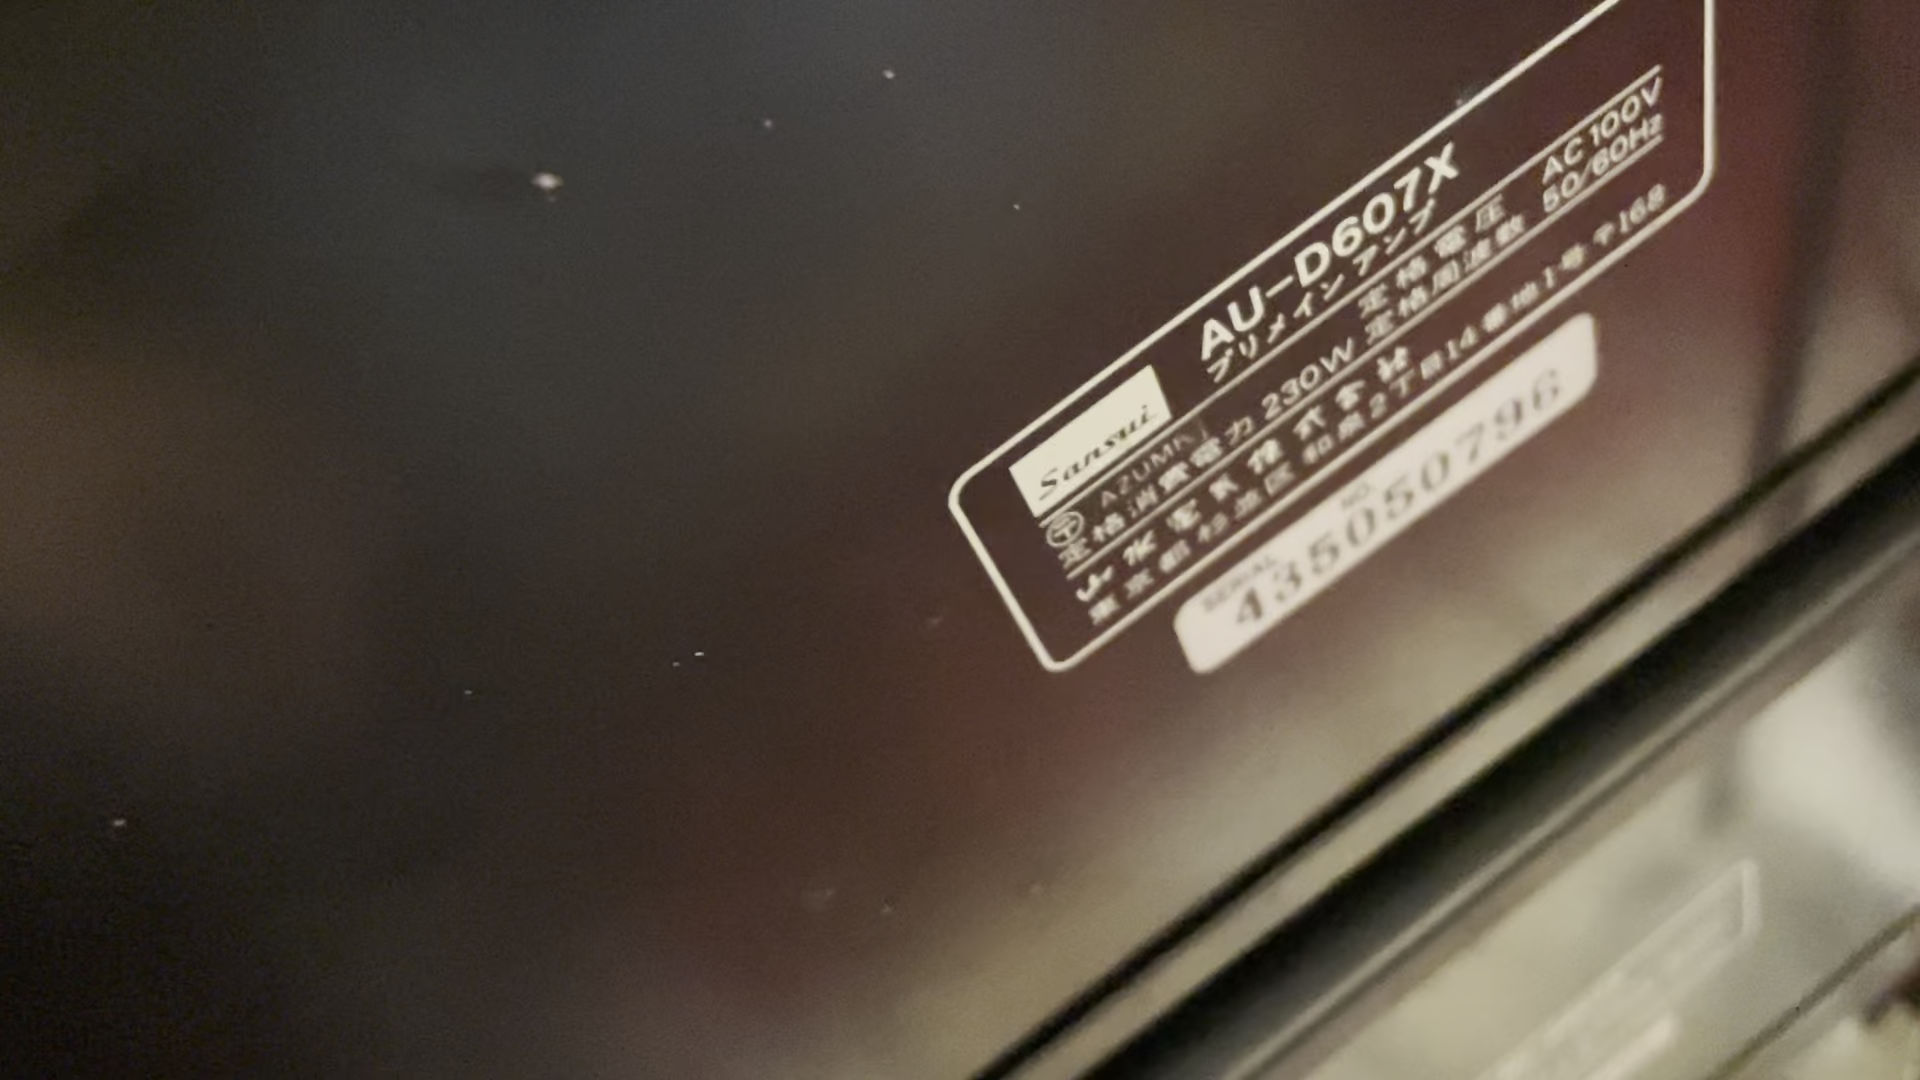 Sansui
AU-D607X
プリメインアンプ
〒 AZUMK
定格消費電力 230W 定格電圧 AC 100V
定格周波数 50/60Hz
山水電気株式会社
東京都杉並区和泉2丁目14番地1号 〒168
SERIAL NO.
435050796